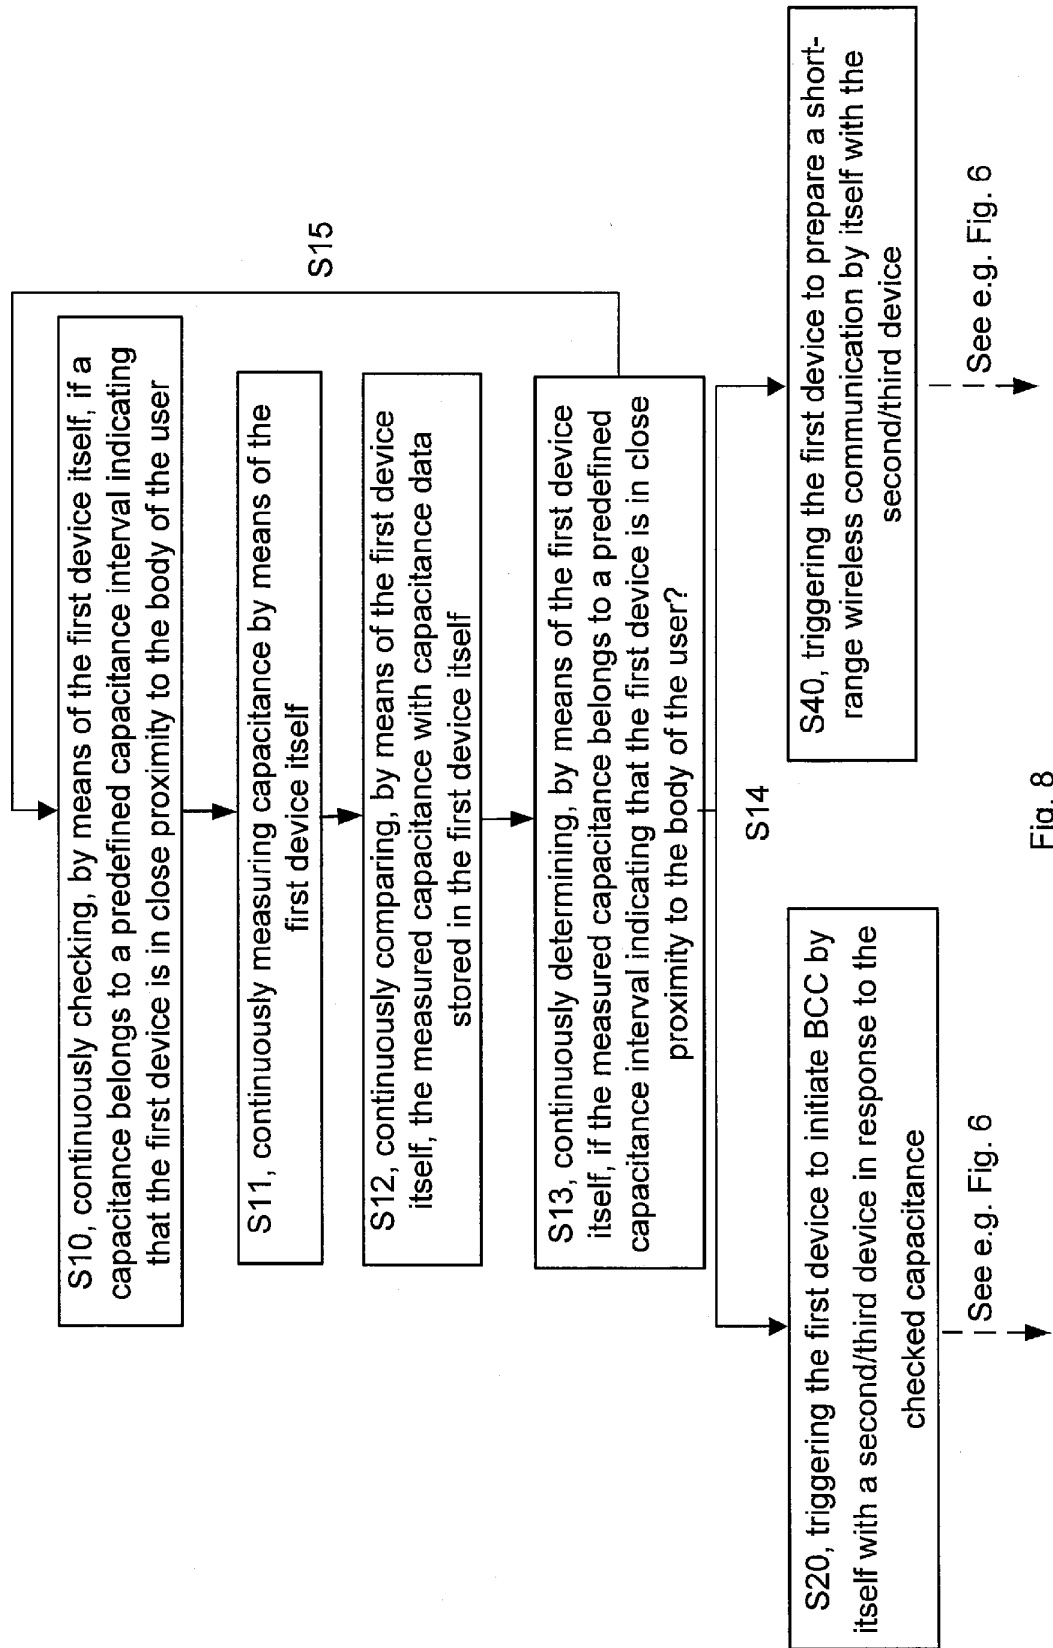 S10, continuously checking, by means of the first device itself, if a
capacitance belongs to a predefined capacitance interval indicating
that the first device is in close proximity to the body of the user
S15
S11, continuously measuring capacitance by means of the
first device itself
S12, continuously comparing, by means of the first device
itself, the measured capacitance with capacitance data
stored in the first device itself
S13, continuously determining, by means of the first device
itself, if the measured capacitance belongs to a predefined
capacitance interval indicating that the first device is in close
proximity to the body of the user?
S14
S20, triggering the first device to initiate BCC by
itself with a second/third device in response to the
checked capacitance
See e.g. Fig. 6
S40, triggering the first device to prepare a short-
range wireless communication by itself with the
second/third device
See e.g. Fig. 6
Fig. 8